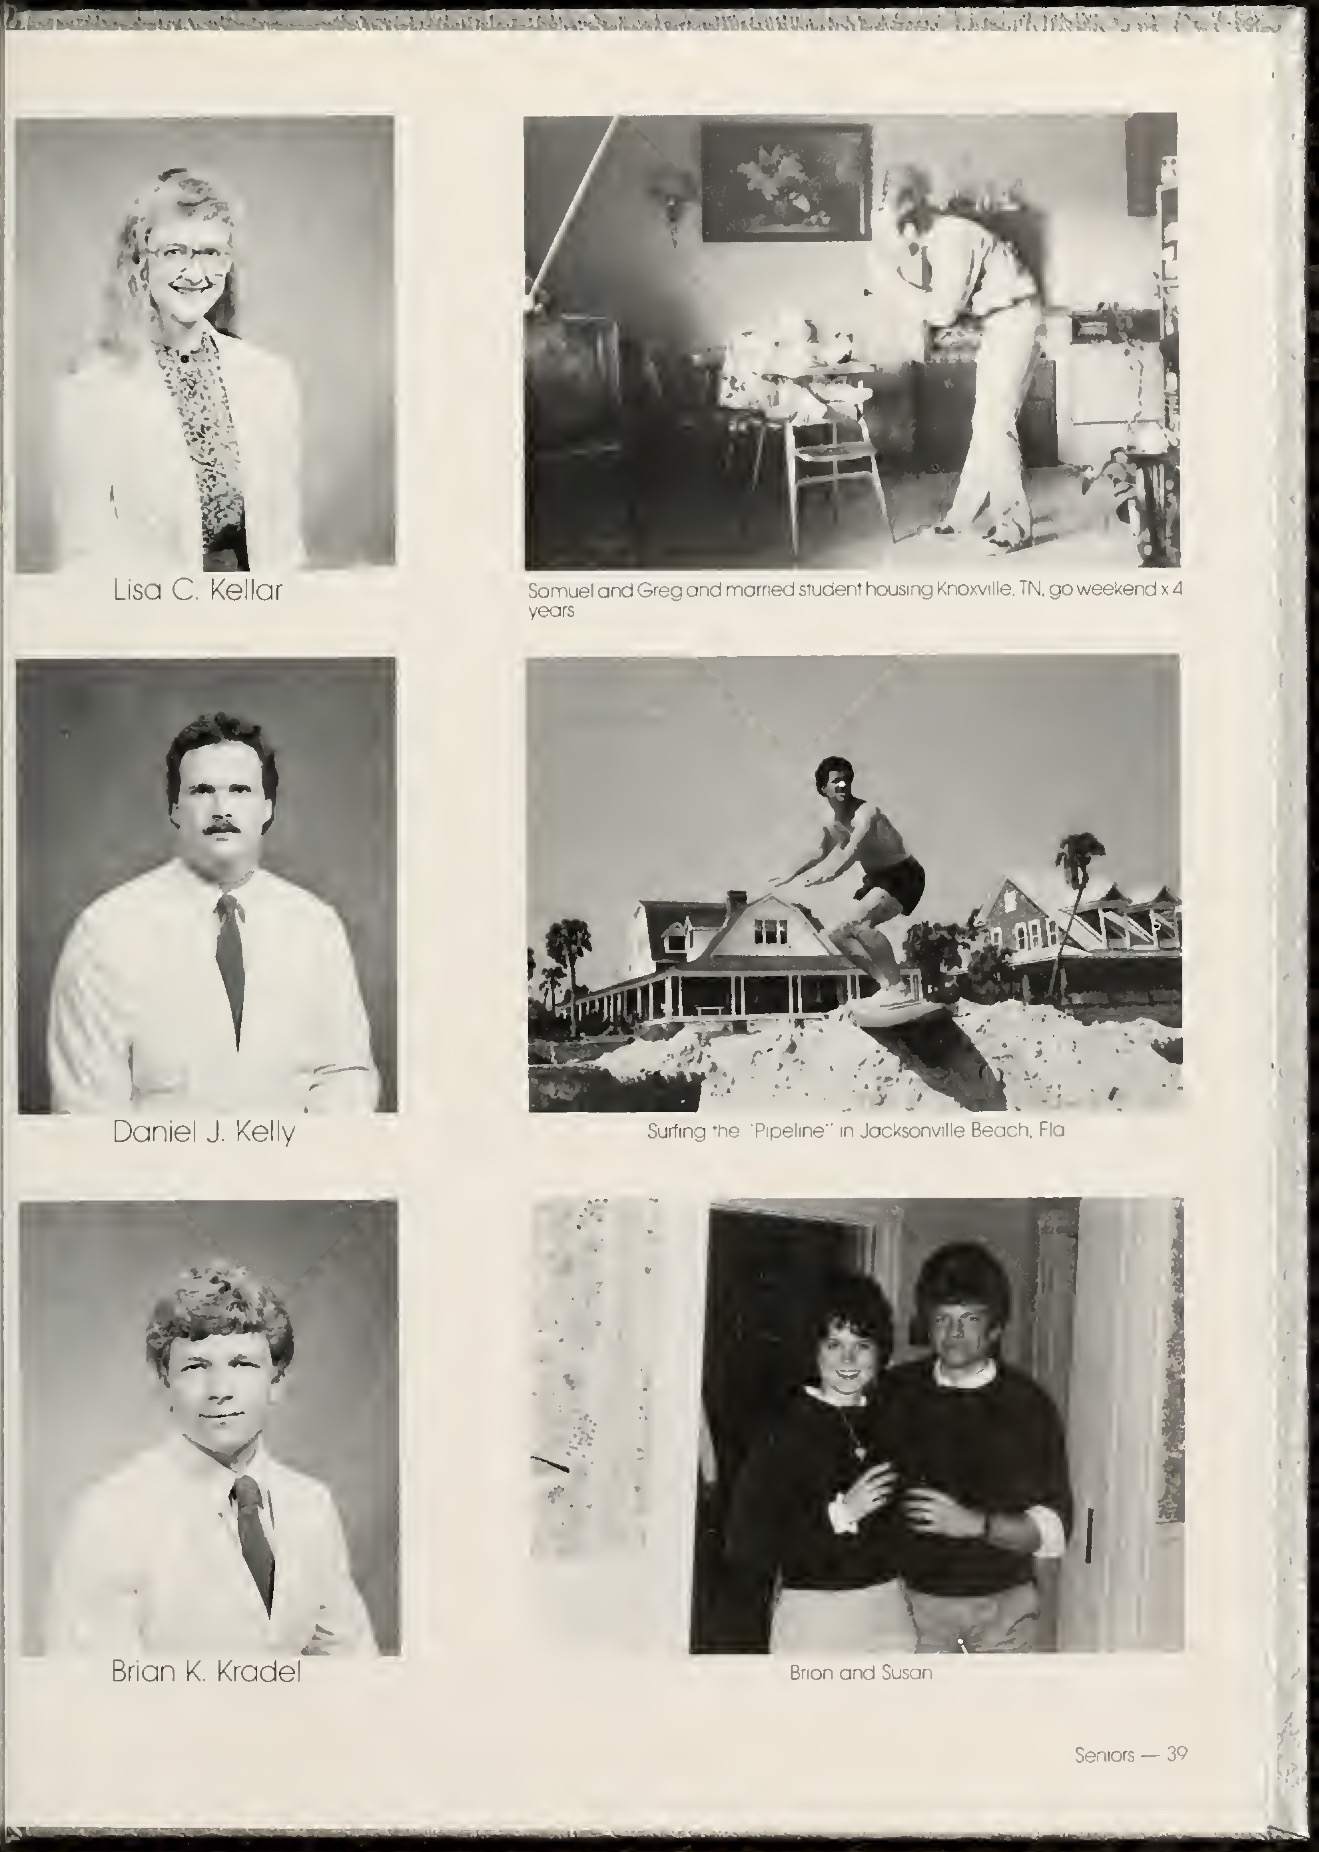 Lisa C. Kellar
Samuel and Greg and married student housing Knoxville, TN, go weekend x 4
years
Daniel J. Kelly
Surfing the "Pipeline" in Jacksonville Beach, Fla
Brian K. Kradel
Brion and Susan
Seniors — 39